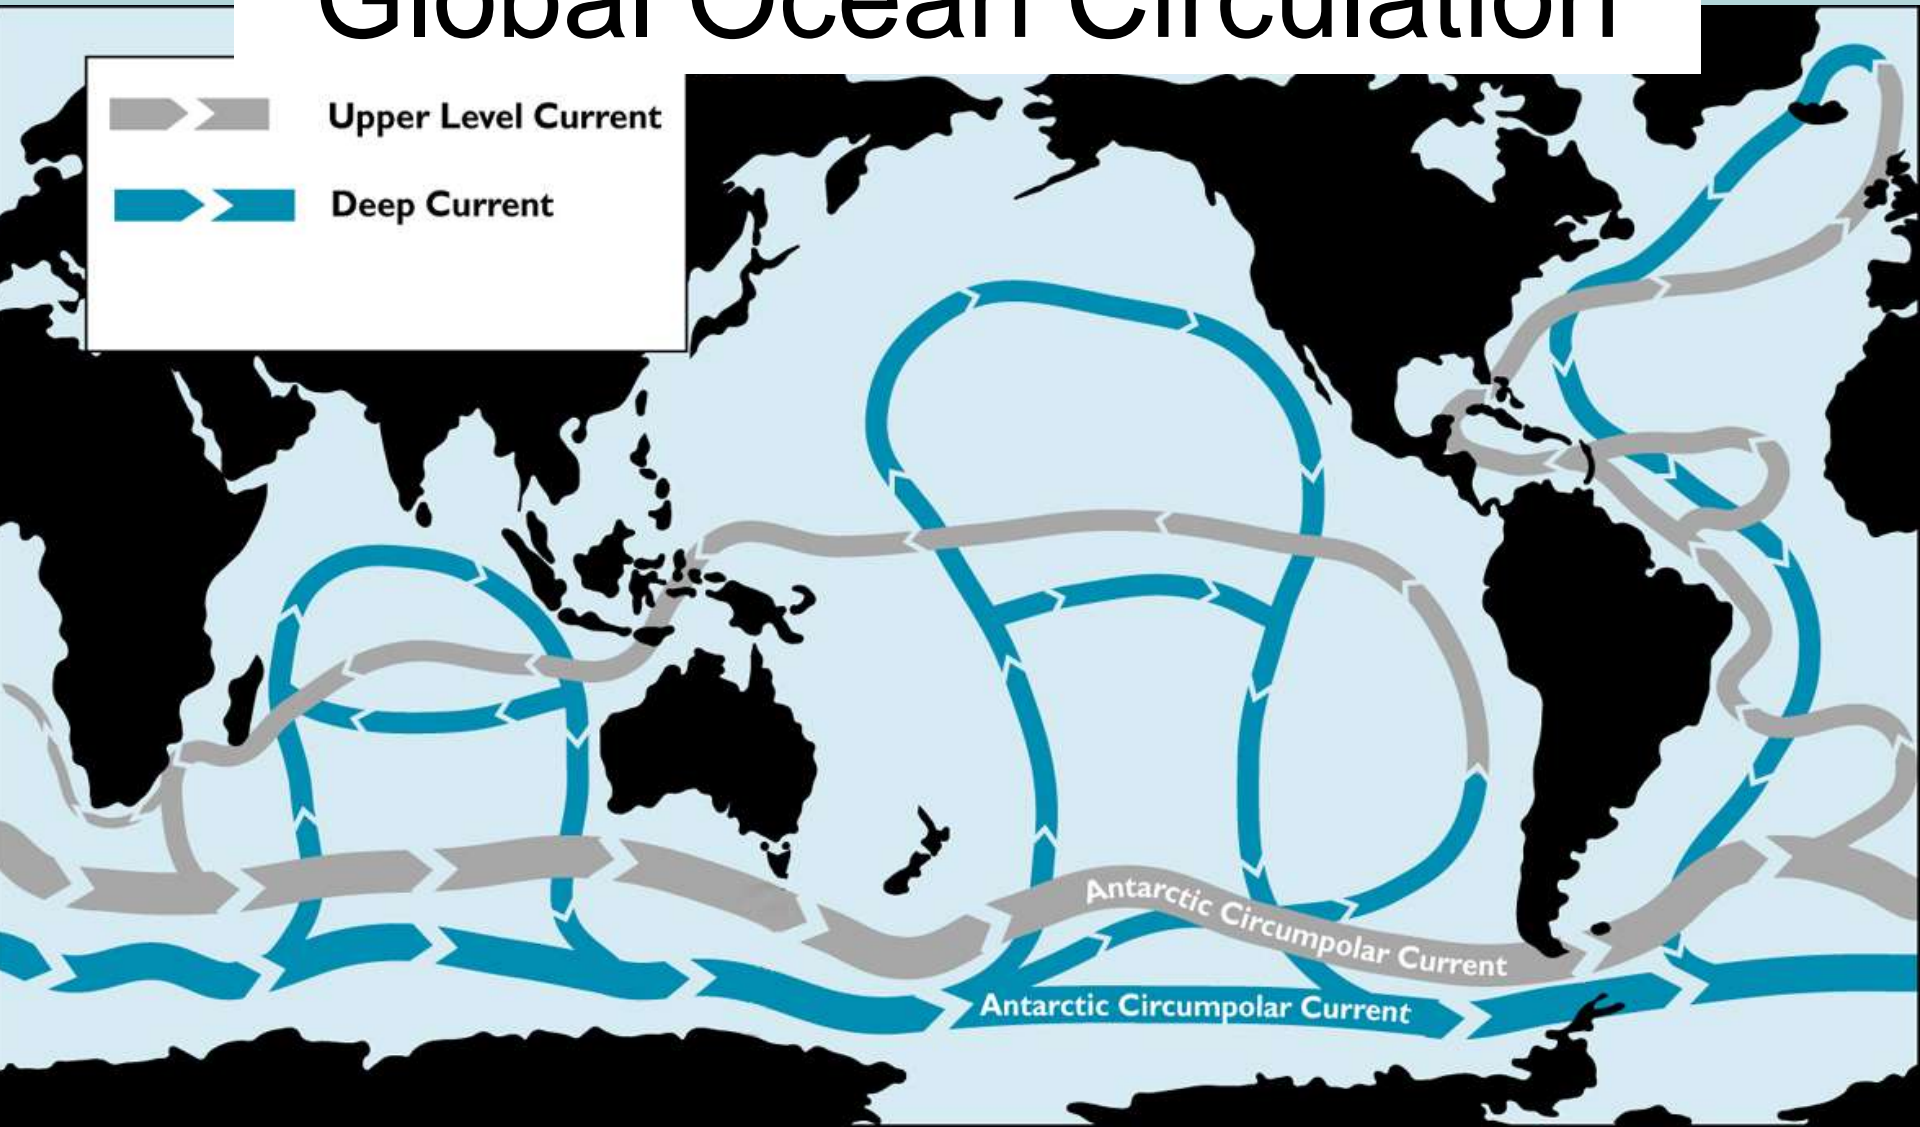 Global Ocean Circulation
Upper Level Current
Deep Current
Antarctic Circumpolar Current
Antarctic Circumpolar Current